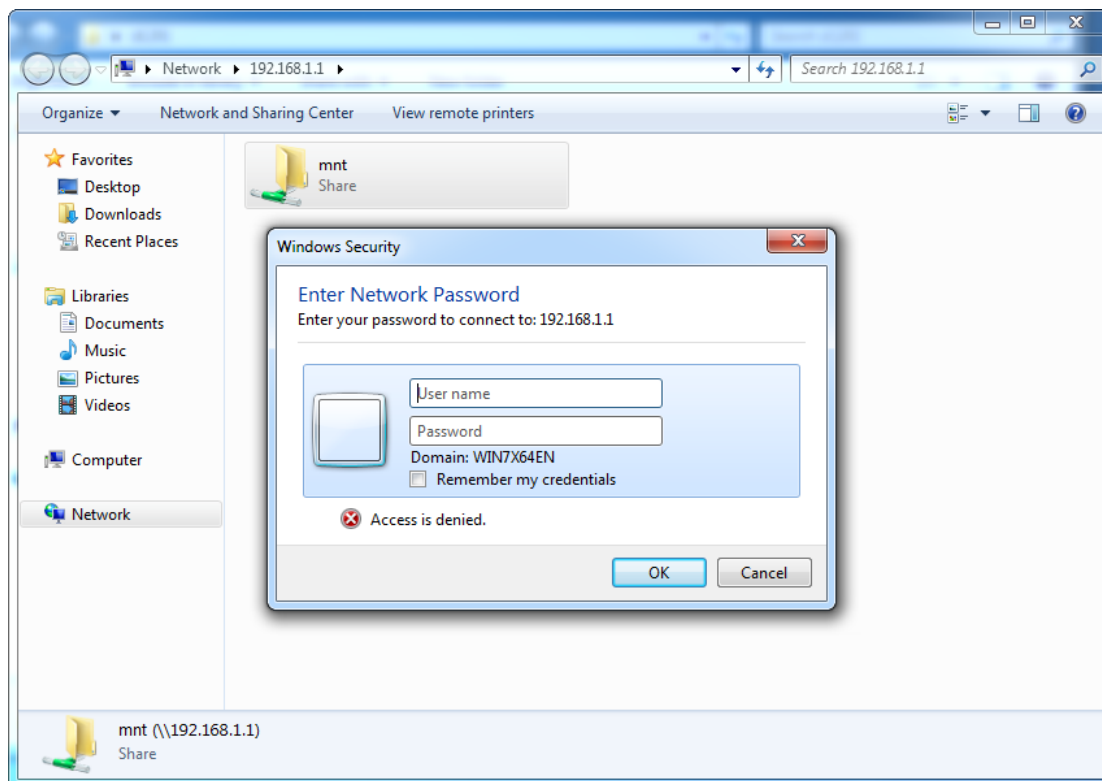 Network ▸ 192.168.1.1 ▸
Search 192.168.1.1
Organize ▾ Network and Sharing Center View remote printers
Favorites
Desktop
Downloads
Recent Places
Libraries
Documents
Music
Pictures
Videos
Computer
Network
mnt
Share
Windows Security
Enter Network Password
Enter your password to connect to: 192.168.1.1
User name
Password
Domain: WIN7X64EN
Remember my credentials
Access is denied.
OK Cancel
mnt (\\192.168.1.1)
Share